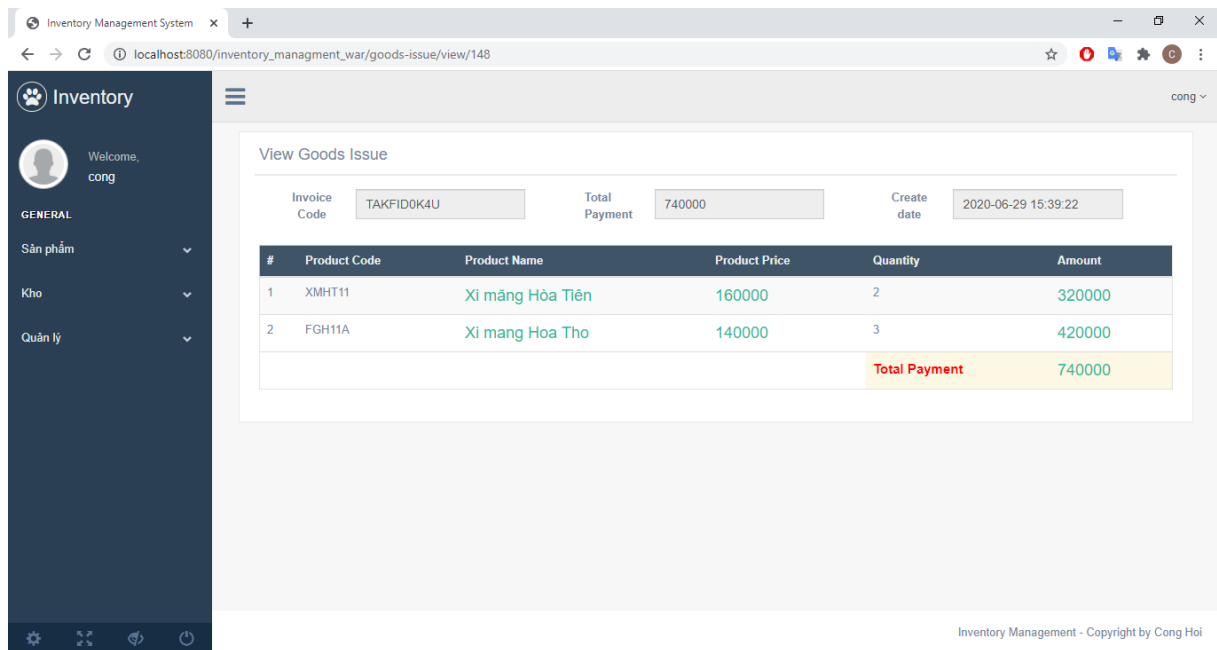 Inventory Management System
localhost:8080/inventory_managment_war/goods-issue/view/148
C
Inventory
cong
Welcome,
cong
GENERAL
Sản phẩm
Kho
Quản lý
View Goods Issue
Invoice Code TAKFID0K4U Total Payment 740000 Create date 2020-06-29 15:39:22
# Product Code Product Name Product Price Quantity Amount
1 XMHT11 Xi măng Hòa Tiên 160000 2 320000
2 FGH11A Xi mang Hoa Tho 140000 3 420000
Total Payment 740000
Inventory Management - Copyright by Cong Hoi